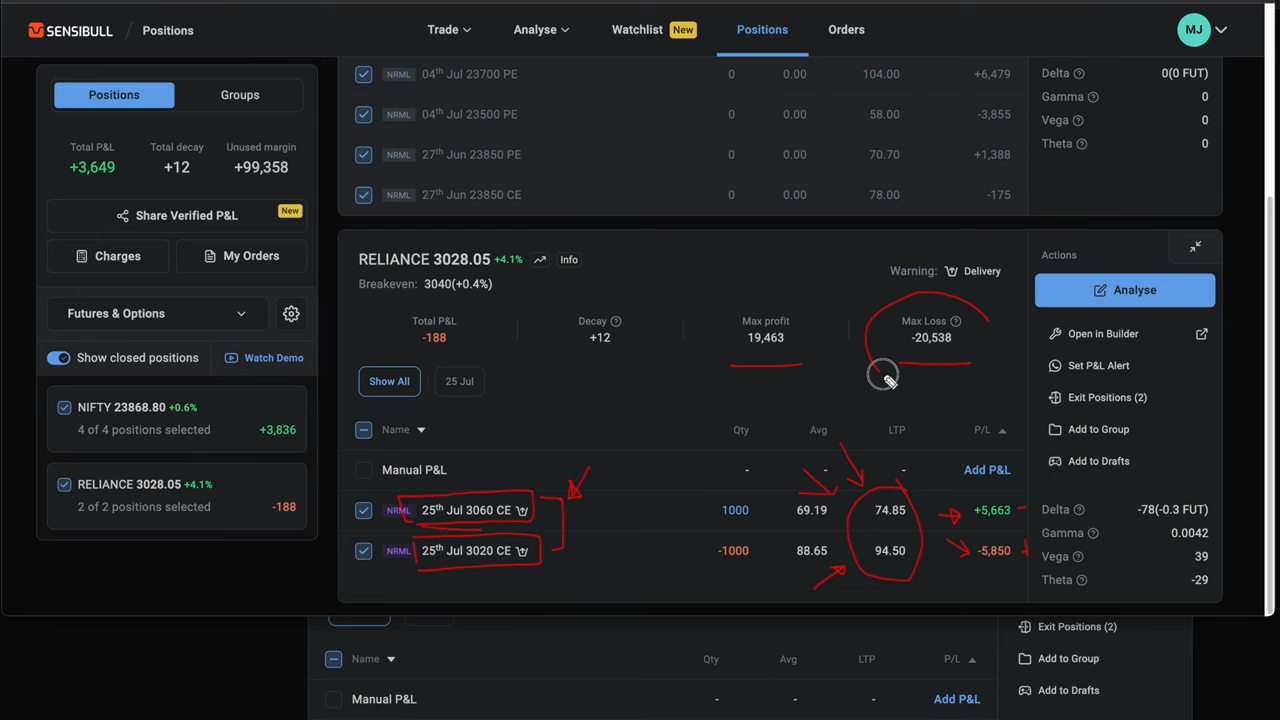 SENSIBULL / Positions Trade Analyse Watchlist New Positions Orders MJ
Positions Groups
Total P&L Total decay Unused margin
+3,649 +12 +99,358
Share Verified P&L New
Charges My Orders
Futures & Options
Show closed positions Watch Demo
NIFTY 23868.80 +0.6%
4 of 4 positions selected +3,836
RELIANCE 3028.05 +4.1%
2 of 2 positions selected -188
NRML 04th Jul 23700 PE 0 0.00 104.00 +6,479
NRML 04th Jul 23500 PE 0 0.00 58.00 -3,855
NRML 27th Jun 23850 PE 0 0.00 70.70 +1,388
NRML 27th Jun 23850 CE 0 0.00 78.00 -175
Delta 0(0 FUT)
Gamma 0
Vega 0
Theta 0
RELIANCE 3028.05 +4.1% Info
Breakeven: 3040(+0.4%)
Warning: Delivery
Total P&L Decay Max profit Max Loss
-188 +12 19,463 -20,538
Show All 25 Jul
Name Qty Avg LTP P/L
Manual P&L - - - Add P&L
NRML 25th Jul 3060 CE 1000 69.19 74.85 +5,663
NRML 25th Jul 3020 CE -1000 88.65 94.50 -5,850
Actions
Analyse
Open in Builder
Set P&L Alert
Exit Positions (2)
Add to Group
Add to Drafts
Delta -78(-0.3 FUT)
Gamma 0.0042
Vega 39
Theta -29
Exit Positions (2)
Name Qty Avg LTP P/L Add to Group
Manual P&L - - - Add P&L Add to Drafts